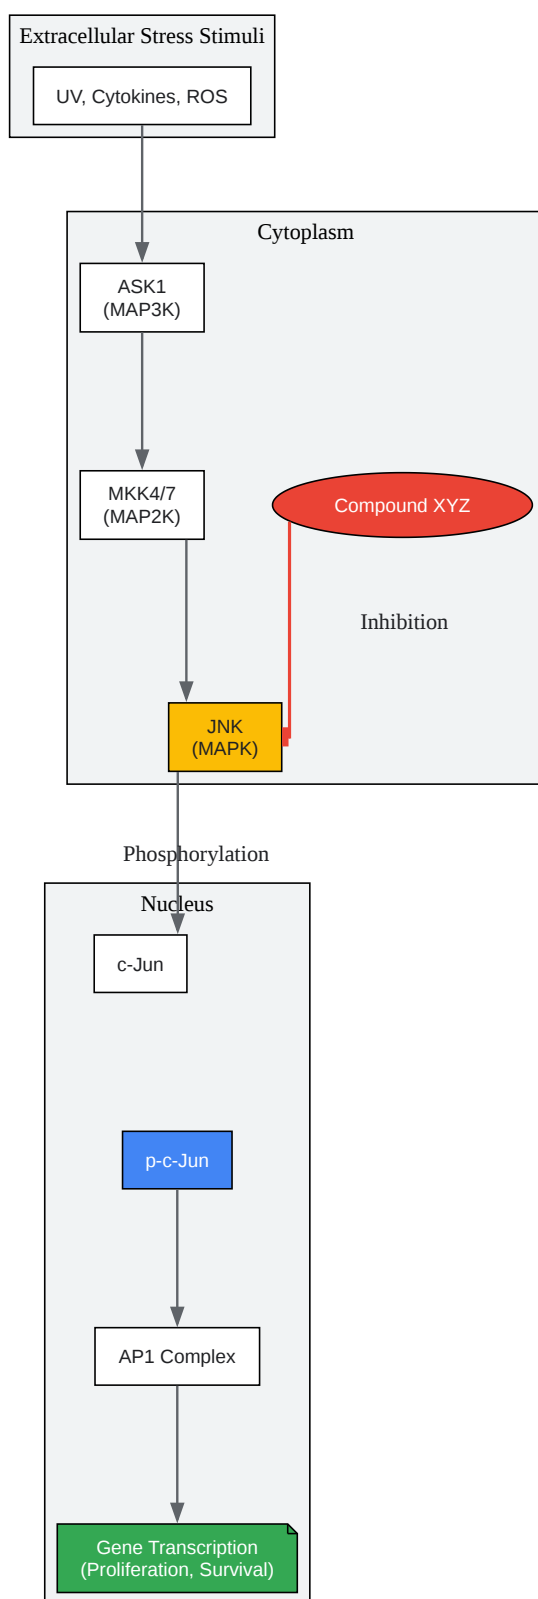 Extracellular Stress Stimuli
UV, Cytokines, ROS
Cytoplasm
ASK1
(MAP3K)
MKK4/7
(MAP2K)
Compound XYZ
Inhibition
JNK
(MAPK)
Phosphorylation
Nucleus
c-Jun
p-c-Jun
AP1 Complex
Gene Transcription
(Proliferation, Survival)